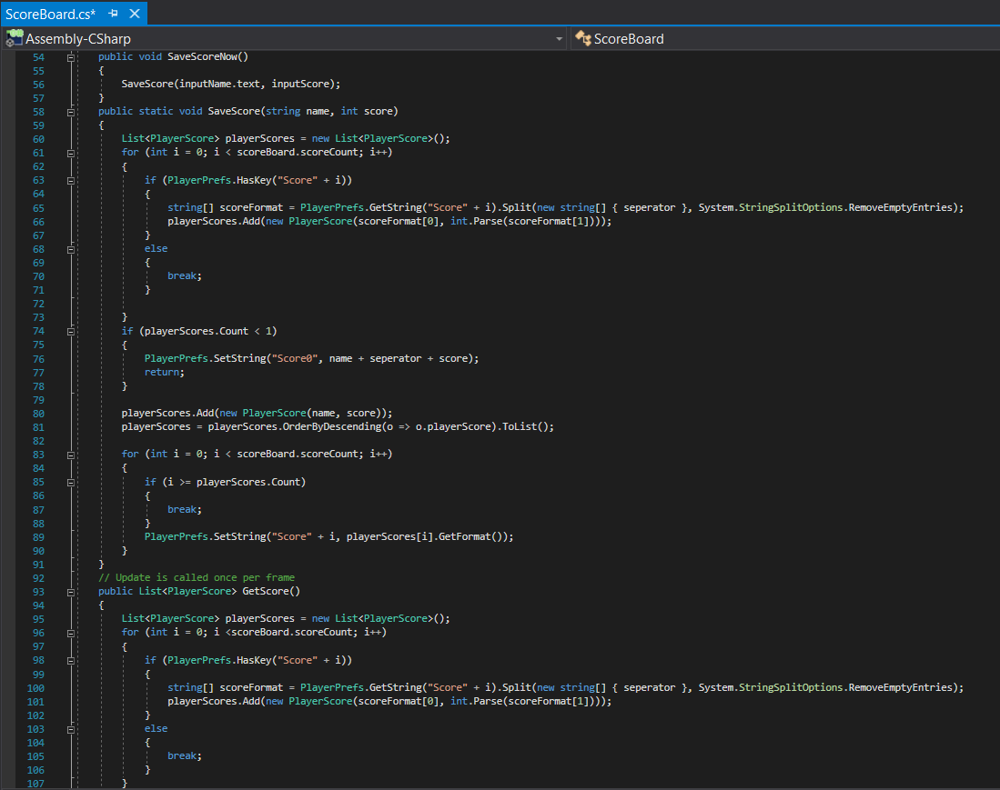 ScoreBoard.cs*
Assembly-CSharp ScoreBoard
54 public void SaveScoreNow()
55 {
56 SaveScore(inputName.text, inputScore);
57 }
58 public static void SaveScore(string name, int score)
59 {
60 List<PlayerScore> playerScores = new List<PlayerScore>();
61 for (int i = 0; i < scoreBoard.scoreCount; i++)
62 {
63 if (PlayerPrefs.HasKey("Score" + i))
64 {
65 string[] scoreFormat = PlayerPrefs.GetString("Score" + i).Split(new string[] { seperator }, System.StringSplitOptions.RemoveEmptyEntries);
66 playerScores.Add(new PlayerScore(scoreFormat[0], int.Parse(scoreFormat[1])));
67 }
68 else
69 {
70 break;
71 }
72
73 }
74 if (playerScores.Count < 1)
75 {
76 PlayerPrefs.SetString("Score0", name + seperator + score);
77 return;
78 }
79
80 playerScores.Add(new PlayerScore(name, score));
81 playerScores = playerScores.OrderByDescending(o => o.playerScore).ToList();
82
83 for (int i = 0; i < scoreBoard.scoreCount; i++)
84 {
85 if (i >= playerScores.Count)
86 {
87 break;
88 }
89 PlayerPrefs.SetString("Score" + i, playerScores[i].GetFormat());
90 }
91 }
92 // Update is called once per frame
93 public List<PlayerScore> GetScore()
94 {
95 List<PlayerScore> playerScores = new List<PlayerScore>();
96 for (int i = 0; i <scoreBoard.scoreCount; i++)
97 {
98 if (PlayerPrefs.HasKey("Score" + i))
99 {
100 string[] scoreFormat = PlayerPrefs.GetString("Score" + i).Split(new string[] { seperator }, System.StringSplitOptions.RemoveEmptyEntries);
101 playerScores.Add(new PlayerScore(scoreFormat[0], int.Parse(scoreFormat[1])));
102 }
103 else
104 {
105 break;
106 }
107 }